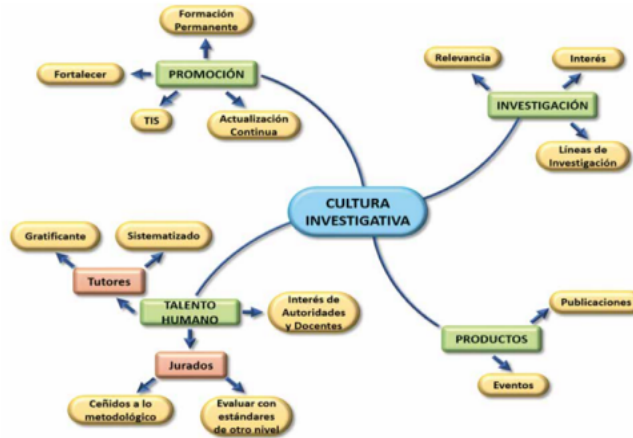 Formación
Permanente
Fortalecer
PROMOCIÓN
TIS
Actualización
Continua
Relevancia
Interés
INVESTIGACIÓN
Líneas de
Investigación
CULTURA
INVESTIGATIVA
Gratificante
Sistematizado
Tutores
TALENTO
HUMANO
Interés de
Autoridades
y Docentes
Jurados
Ceñidos a lo
metodológico
Evaluar con
estándares
de otro nivel
Publicaciones
PRODUCTOS
Eventos